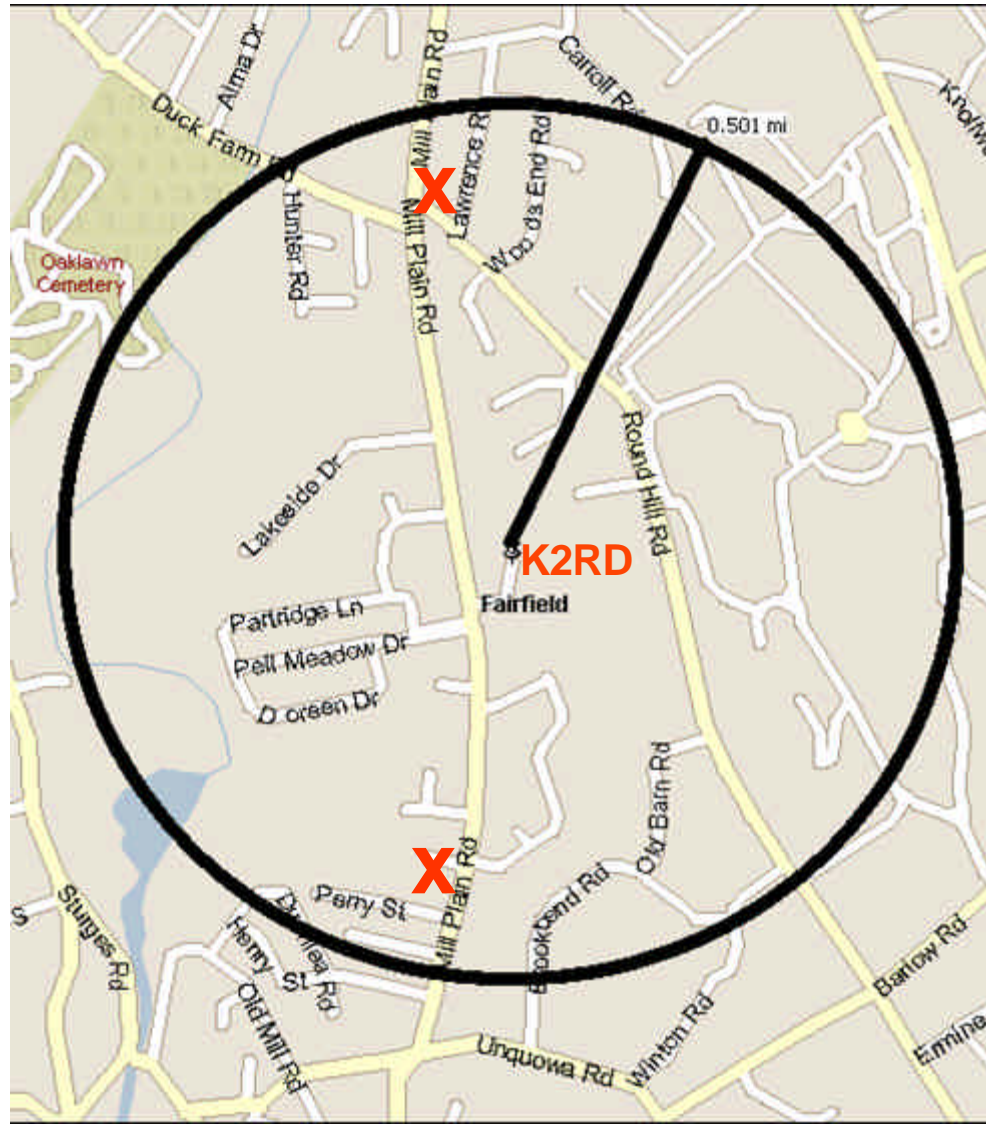 Alma Dr
Mill Plain Rd
Carroll Rd
Duck Farm Rd
0.501 mi
X
Lawrence R
Woods End Rd
Hunter Rd
Mill Plain Rd
Oaklawn
Cemetery
Lakeside Dr
Round Hill Rd
K2RD
Fairfield
Partridge Ln
Pell Meadow Dr
Doreen Dr
Old Barn Rd
X
Perry St
Mill Plain Rd
Brookbend Rd
Sturges Rd
S
Henry St
Old Mill Rd
Barlow Rd
Winton Rd
Unquowa Rd
Ermine